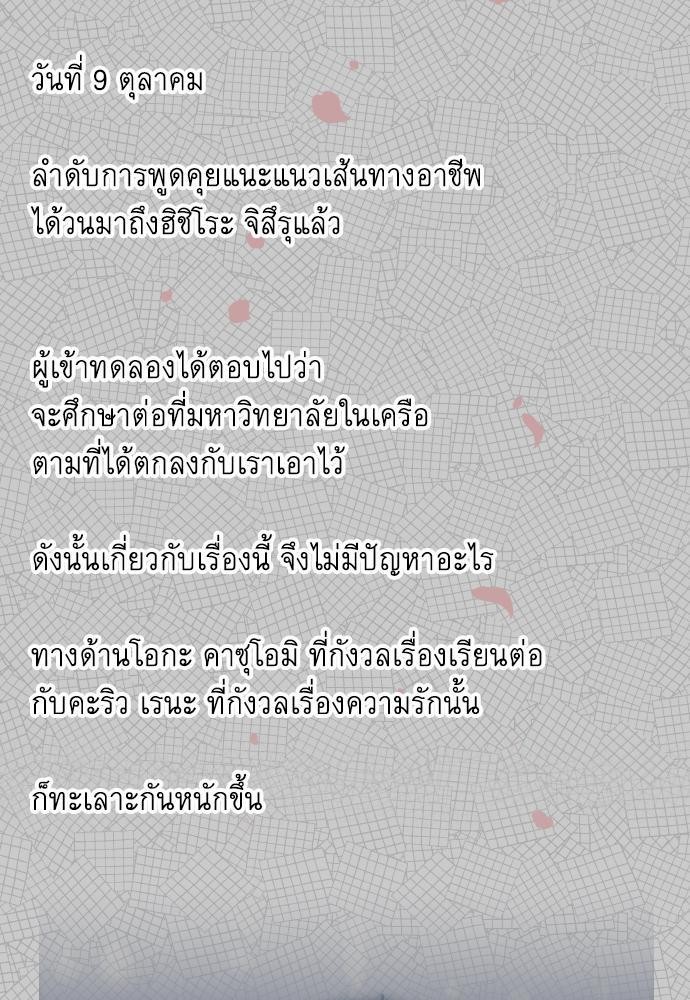 วันที่ 9 ตุลาคม
ลำดับการพูดคุยแนะแนวเส้นทางอาชีพ
ได้วนมาถึงฮิชิโระ จิสึรุแล้ว
ผู้เข้าทดลองได้ตอบไปว่า
จะศึกษาต่อที่มหาวิทยาลัยในเครือ
ตามที่ได้ตกลงกับเราเอาไว้
ดังนั้นเกี่ยวกับเรื่องนี้ จึงไม่มีปัญหาอะไร
ทางด้านโอกะ คาซุโอมิ ที่กังวลเรื่องเรียนต่อ
กับคะริว เรนะ ที่กังวลเรื่องความรักนั้น
ก็ทะเลาะกันหนักขึ้น